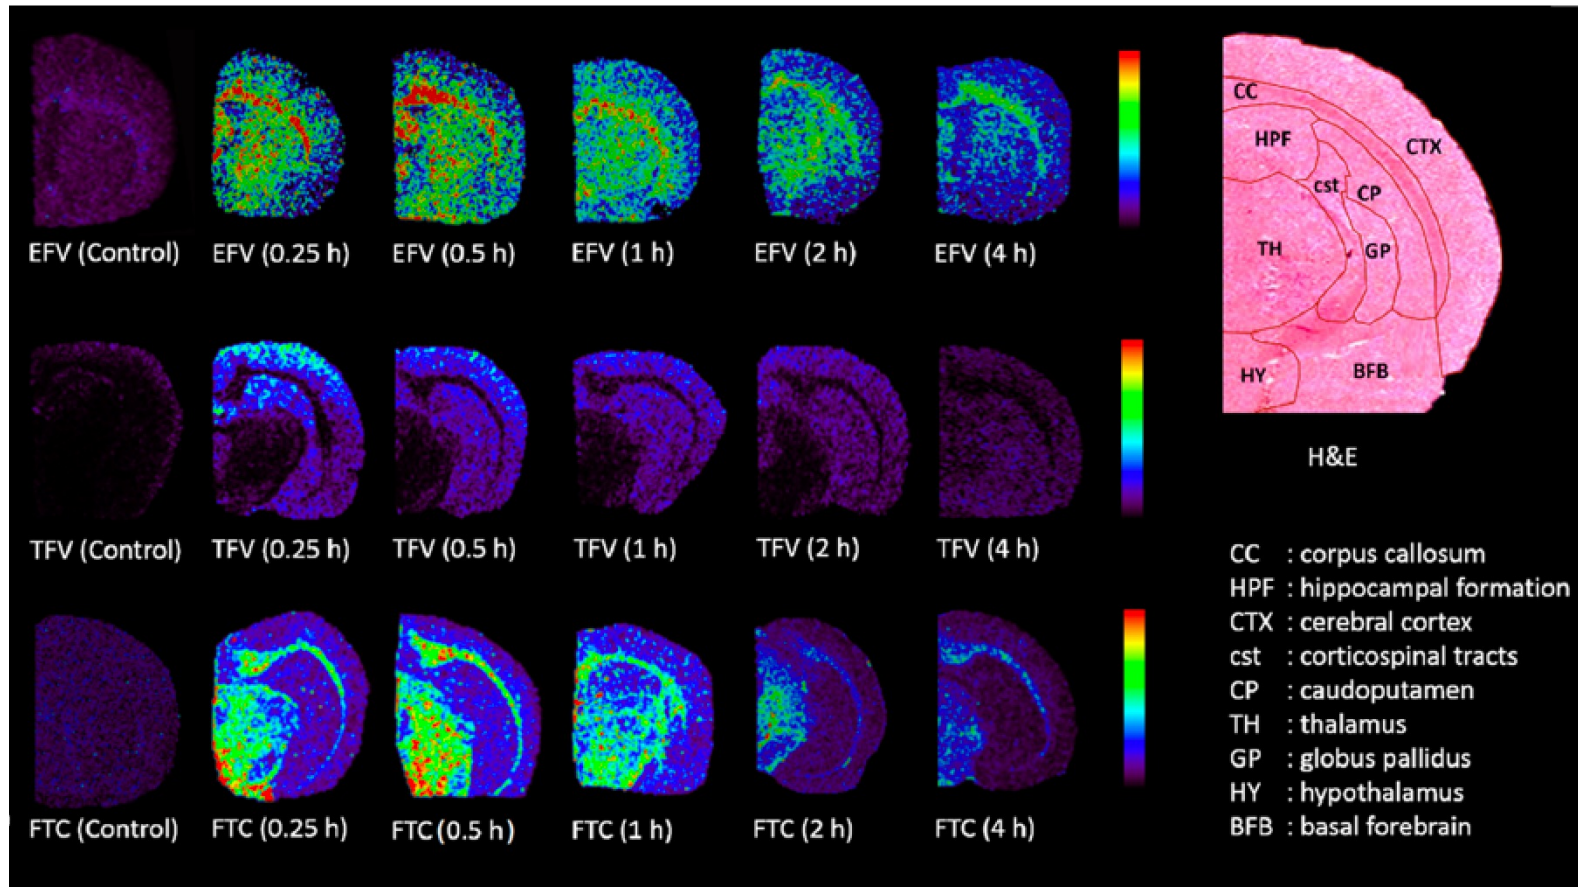 EFV (Control) EFV (0.25 h) EFV (0.5 h) EFV (1 h) EFV (2 h) EFV (4 h)
TFV (Control) TFV (0.25 h) TFV (0.5 h) TFV (1 h) TFV (2 h) TFV (4 h)
FTC (Control) FTC (0.25 h) FTC (0.5 h) FTC (1 h) FTC (2 h) FTC (4 h)
CC
HPF
CTX
cst
CP
TH
GP
HY
BFB
H&E
CC : corpus callosum
HPF : hippocampal formation
CTX : cerebral cortex
cst : corticospinal tracts
CP : caudoputamen
TH : thalamus
GP : globus pallidus
HY : hypothalamus
BFB : basal forebrain